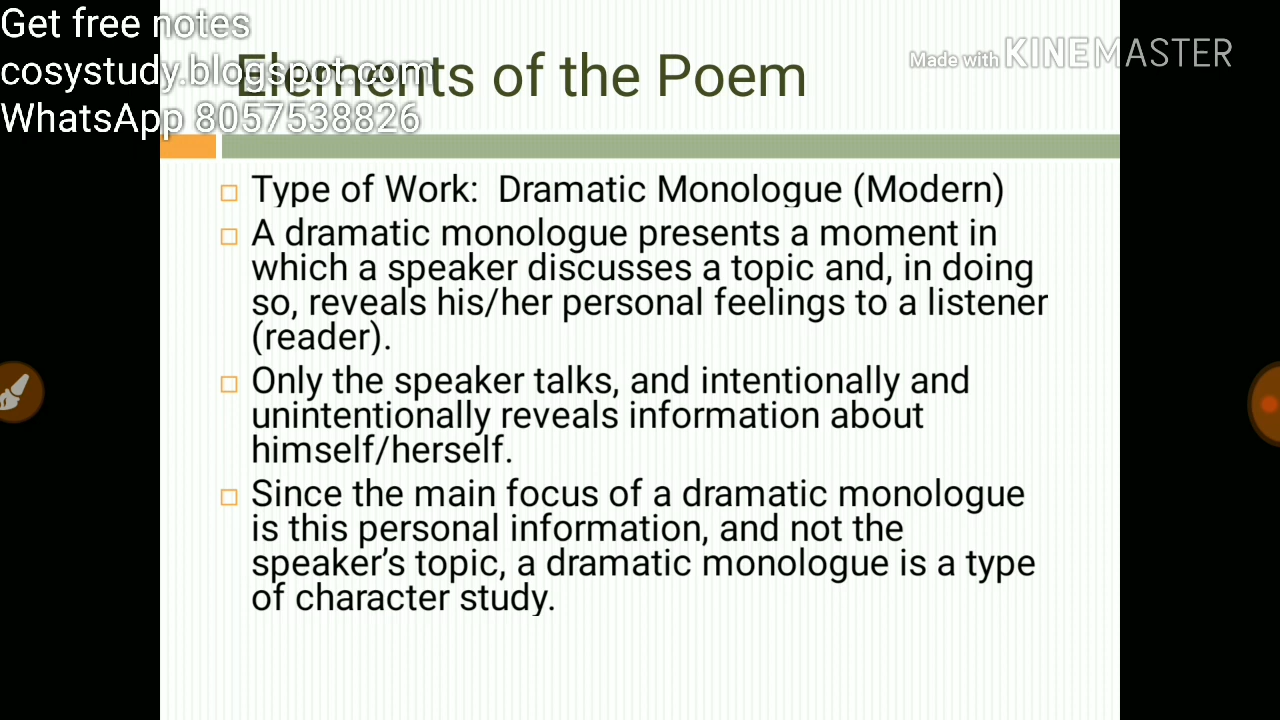 Get free notes
cosystudy.blogspot.com
WhatsApp 8057538826
Made with KINEMASTER
Elements of the Poem
Type of Work:  Dramatic Monologue (Modern)
A dramatic monologue presents a moment in
which a speaker discusses a topic and, in doing
so, reveals his/her personal feelings to a listener
(reader).
Only the speaker talks, and intentionally and
unintentionally reveals information about
himself/herself.
Since the main focus of a dramatic monologue
is this personal information, and not the
speaker’s topic, a dramatic monologue is a type
of character study.